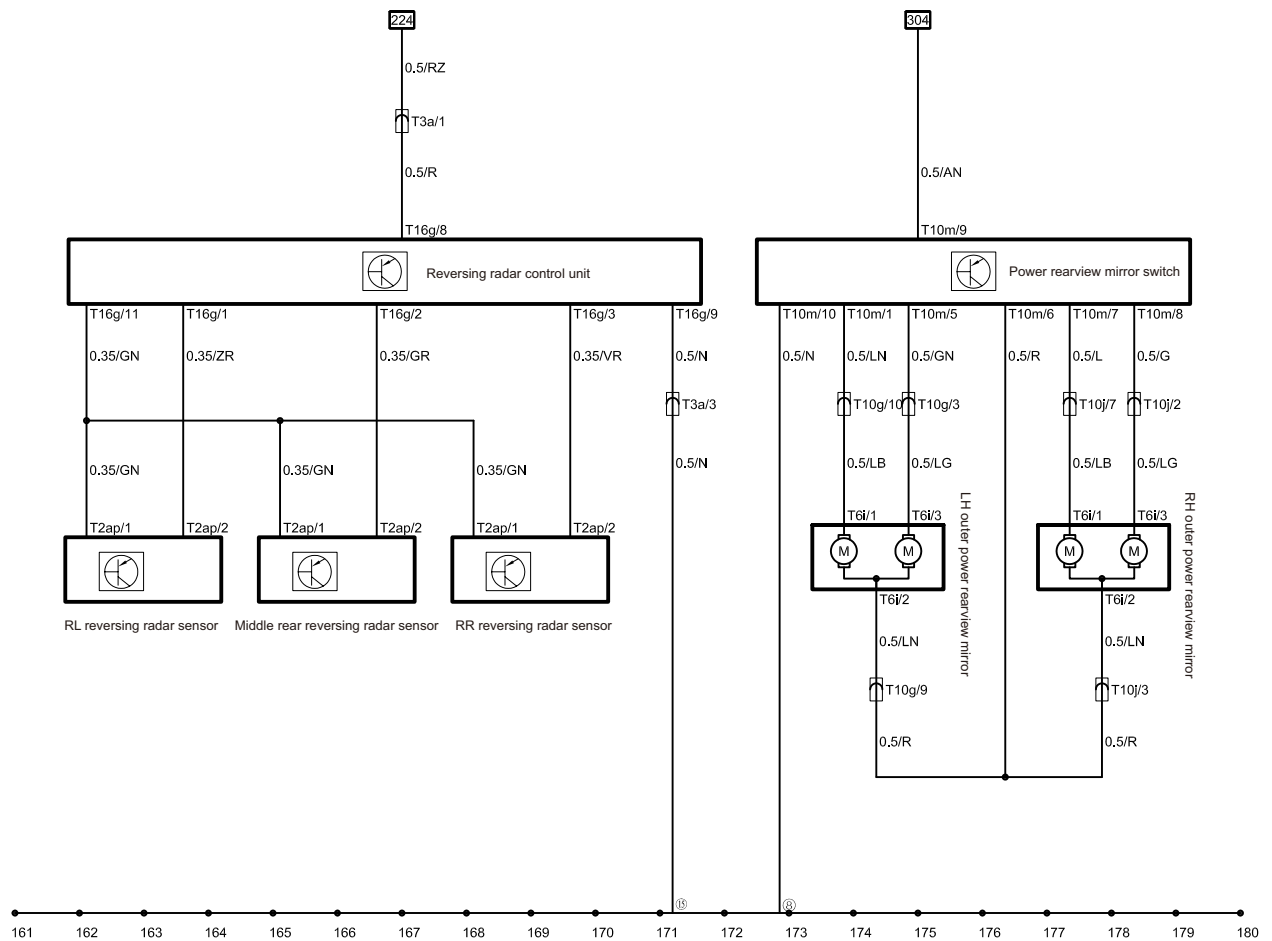 224
304
0.5/RZ
T3a/1
0.5/R
0.5/AN
T16g/8
T10m/9
Reversing radar control unit
Power rearview mirror switch
T16g/11
T16g/1
T16g/2
T16g/3
T16g/9
T10m/10
T10m/1
T10m/5
T10m/6
T10m/7
T10m/8
0.35/GN
0.35/ZR
0.35/GR
0.35/VR
0.5/N
0.5/N
0.5/LN
0.5/GN
0.5/R
0.5/L
0.5/G
T3a/3
T10g/10
T10g/3
T10j/7
T10j/2
0.35/GN
0.35/GN
0.35/GN
0.5/N
0.5/LB
0.5/LG
0.5/LB
0.5/LG
T2ap/1
T2ap/2
T2ap/1
T2ap/2
T2ap/1
T2ap/2
T6i/1
T6i/3
T6i/1
T6i/3
M
M
M
M
LH outer power rearview mirror
RH outer power rearview mirror
T6i/2
T6i/2
RL reversing radar sensor
Middle rear reversing radar sensor
RR reversing radar sensor
0.5/LN
0.5/LN
T10g/9
T10j/3
0.5/R
0.5/R
⑮
⑧
161
162
163
164
165
166
167
168
169
170
171
172
173
174
175
176
177
178
179
180